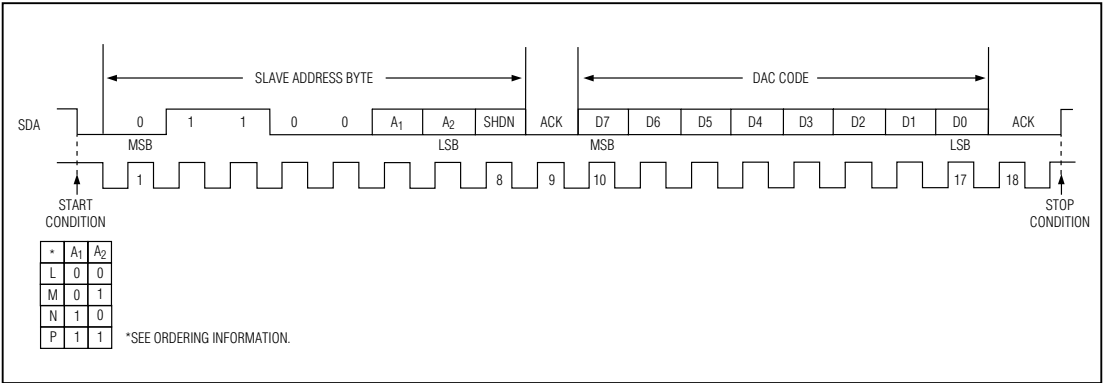 SLAVE ADDRESS BYTE DAC CODE
SDA 0 1 1 0 0 A1 A2 SHDN ACK D7 D6 D5 D4 D3 D2 D1 D0 ACK
MSB LSB MSB LSB
1 8 9 10 17 18
START
CONDITION
STOP
CONDITION
* A1 A2
L 0 0
M 0 1
N 1 0
P 1 1
*SEE ORDERING INFORMATION.